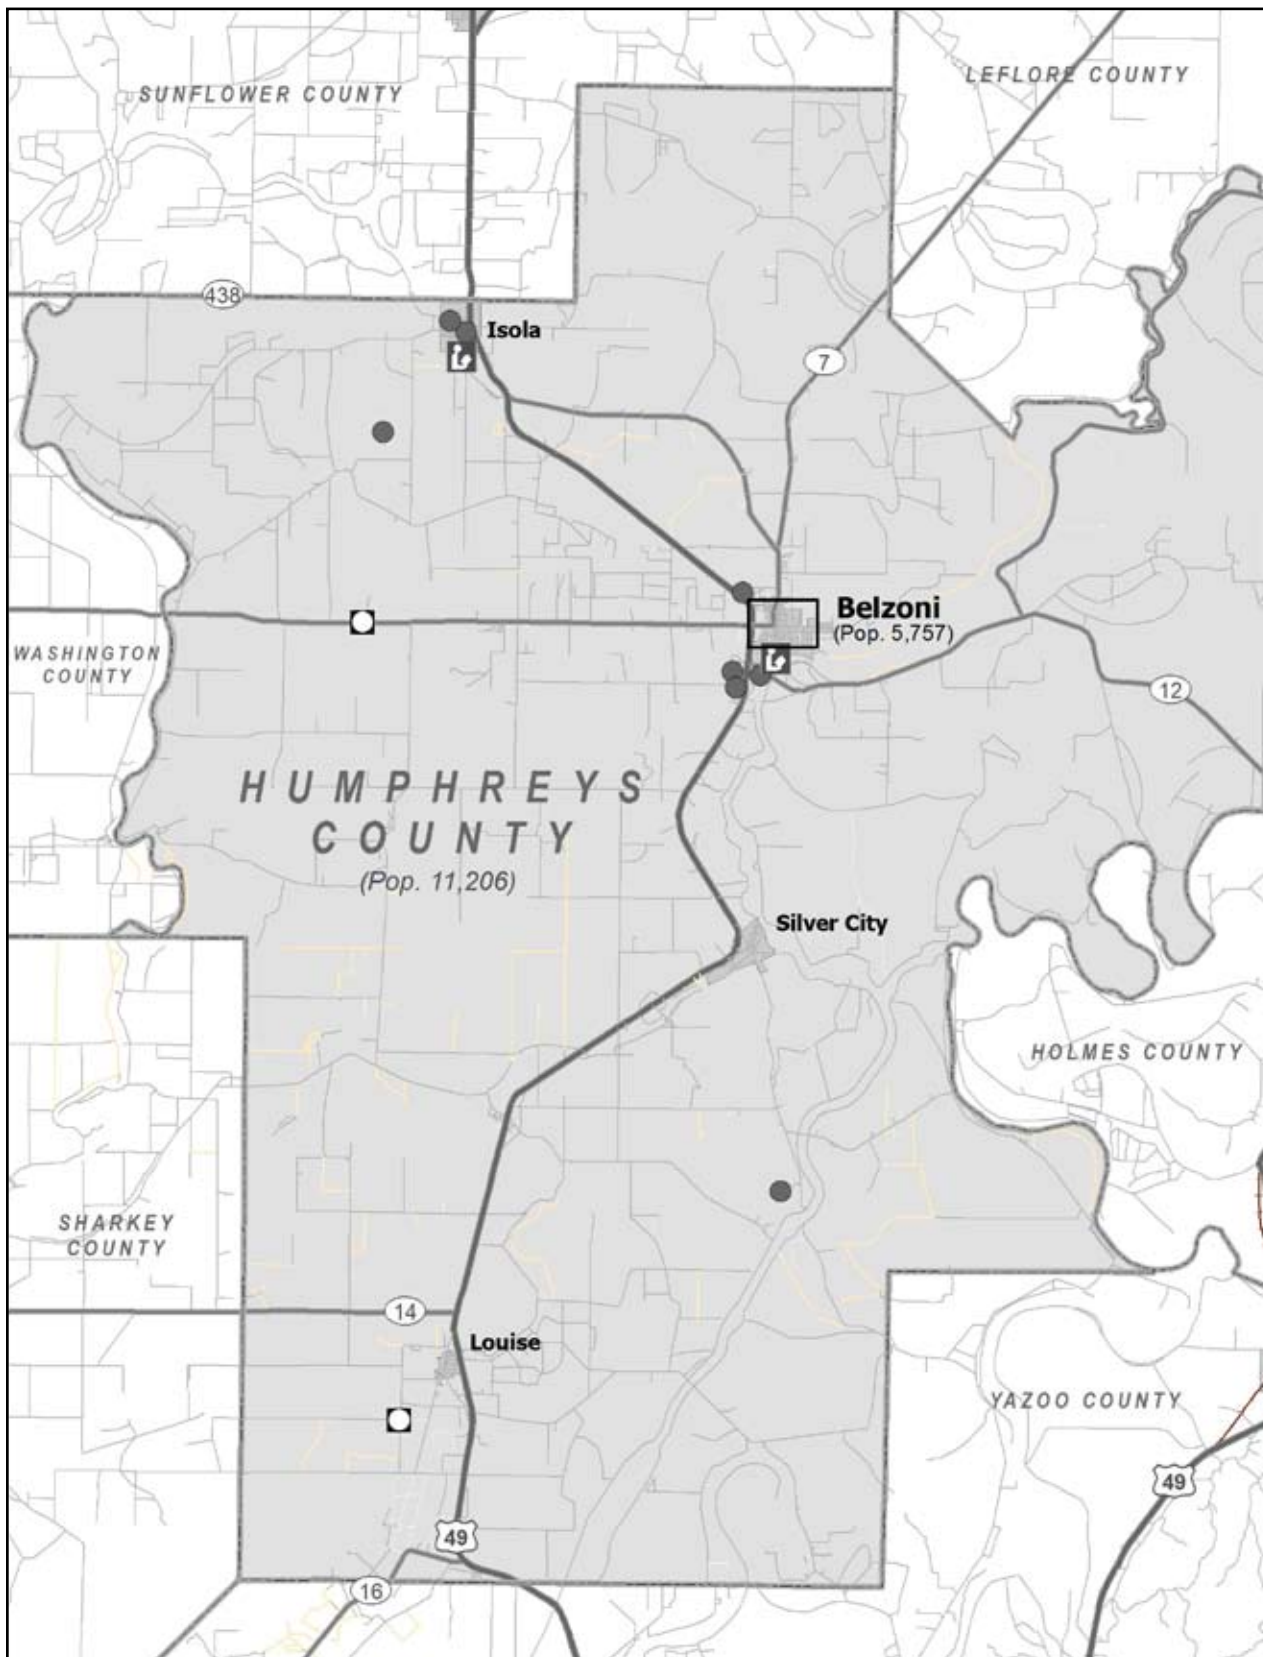 SUNFLOWER COUNTY
LEFLORE COUNTY
438
Isola
7
Belzoni
(Pop. 5,757)
WASHINGTON
COUNTY
12
HUMPHREYS
COUNTY
(Pop. 11,206)
Silver City
HOLMES COUNTY
SHARKEY
COUNTY
14
Louise
YAZOO COUNTY
49
49
16